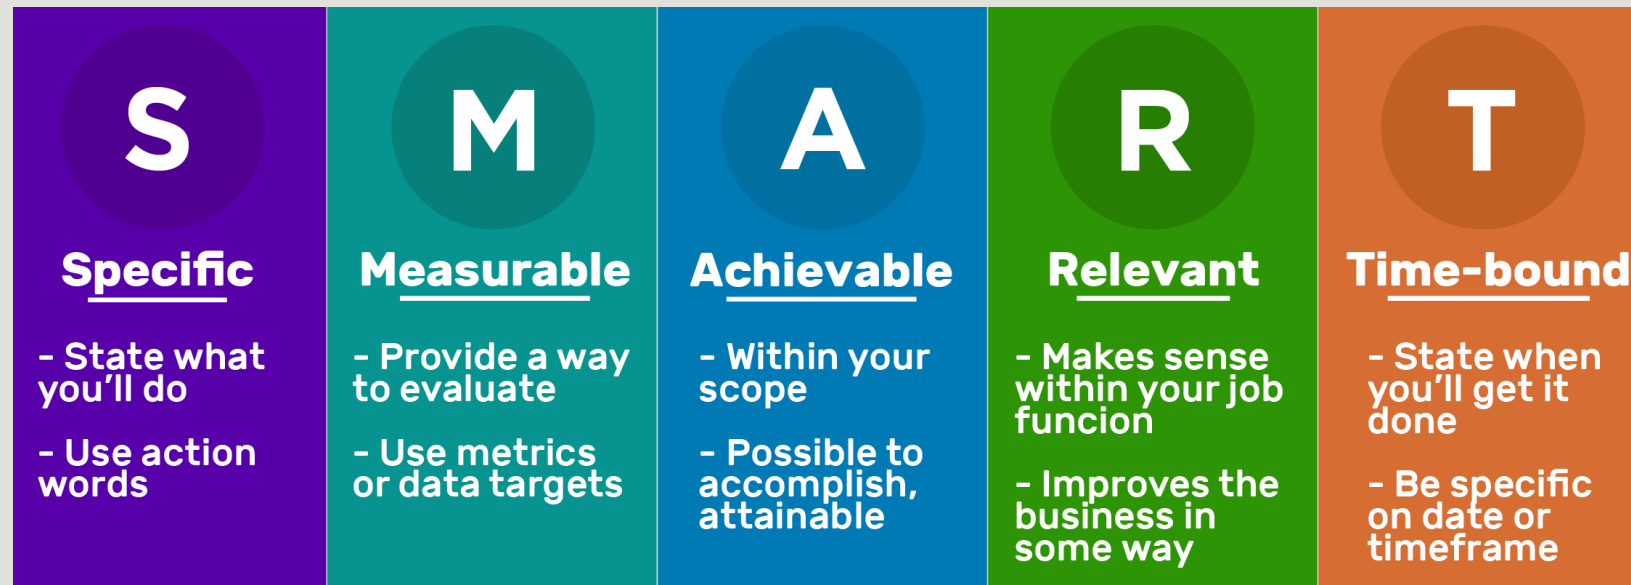 S
Specific
- State what
you'll do
- Use action
words
M
Measurable
- Provide a way
to evaluate
- Use metrics
or data targets
A
Achievable
- Within your
scope
- Possible to
accomplish,
attainable
R
Relevant
- Makes sense
within your job
funcion
- Improves the
business in
some way
T
Time-bound
- State when
you'll get it
done
- Be specific
on date or
timeframe